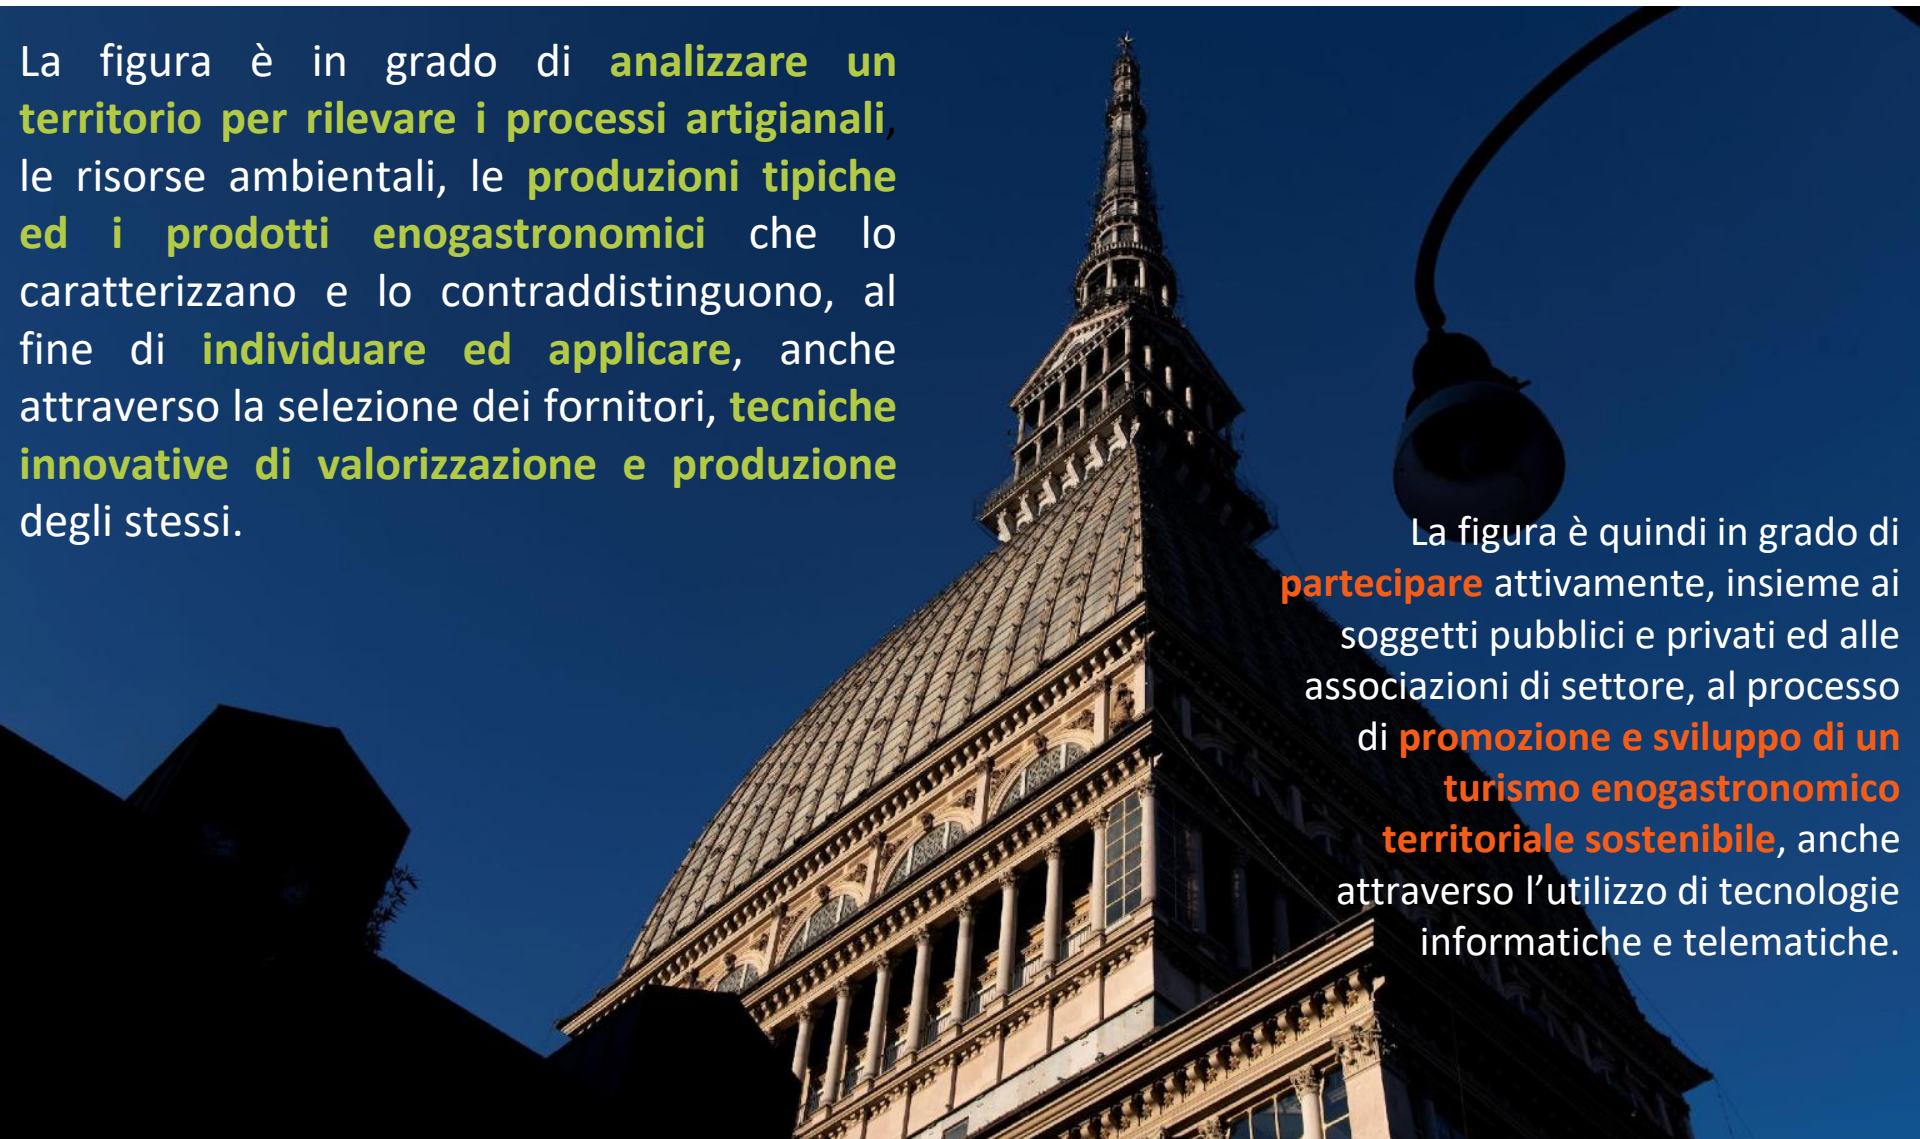 La figura è in grado di analizzare un
territorio per rilevare i processi artigianali,
le risorse ambientali, le produzioni tipiche
ed i prodotti enogastronomici che lo
caratterizzano e lo contraddistinguono, al
fine di individuare ed applicare, anche
attraverso la selezione dei fornitori, tecniche
innovative di valorizzazione e produzione
degli stessi.
La figura è quindi in grado di
partecipare attivamente, insieme ai
soggetti pubblici e privati ed alle
associazioni di settore, al processo
di promozione e sviluppo di un
turismo enogastronomico
territoriale sostenibile, anche
attraverso l’utilizzo di tecnologie
informatiche e telematiche.